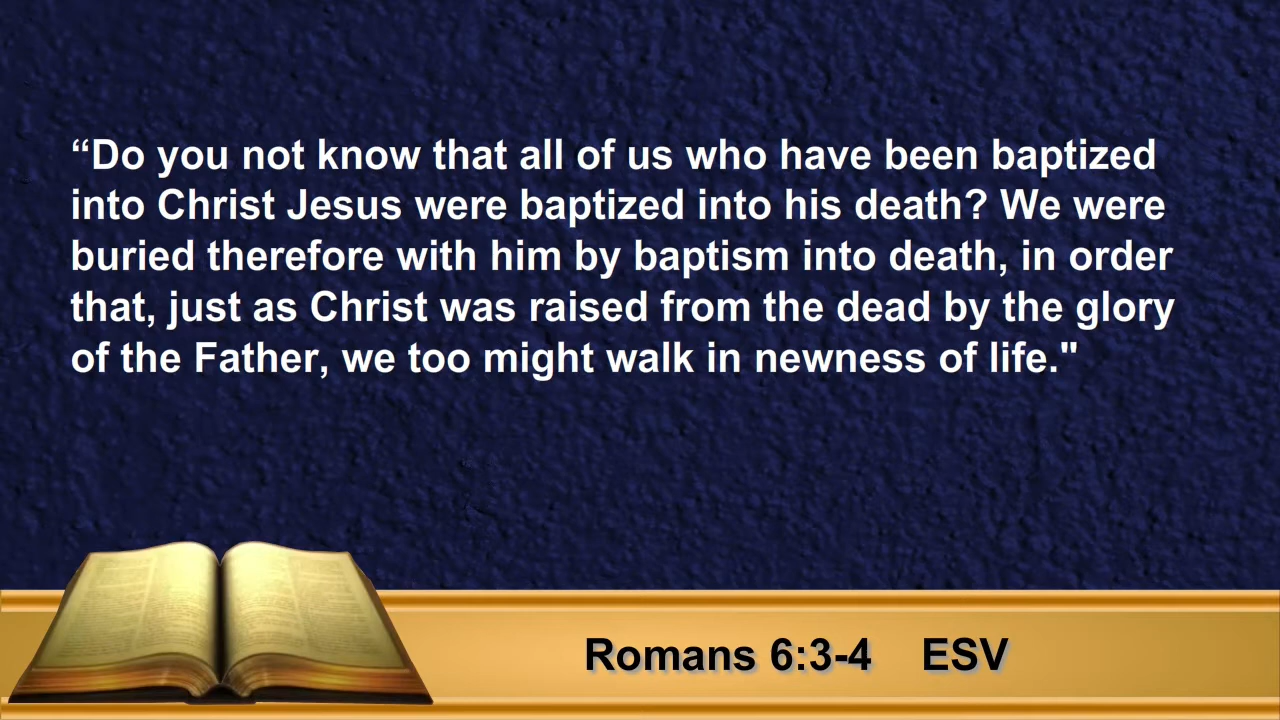 “Do you not know that all of us who have been baptized
into Christ Jesus were baptized into his death? We were
buried therefore with him by baptism into death, in order
that, just as Christ was raised from the dead by the glory
of the Father, we too might walk in newness of life."
Romans 6:3-4 ESV